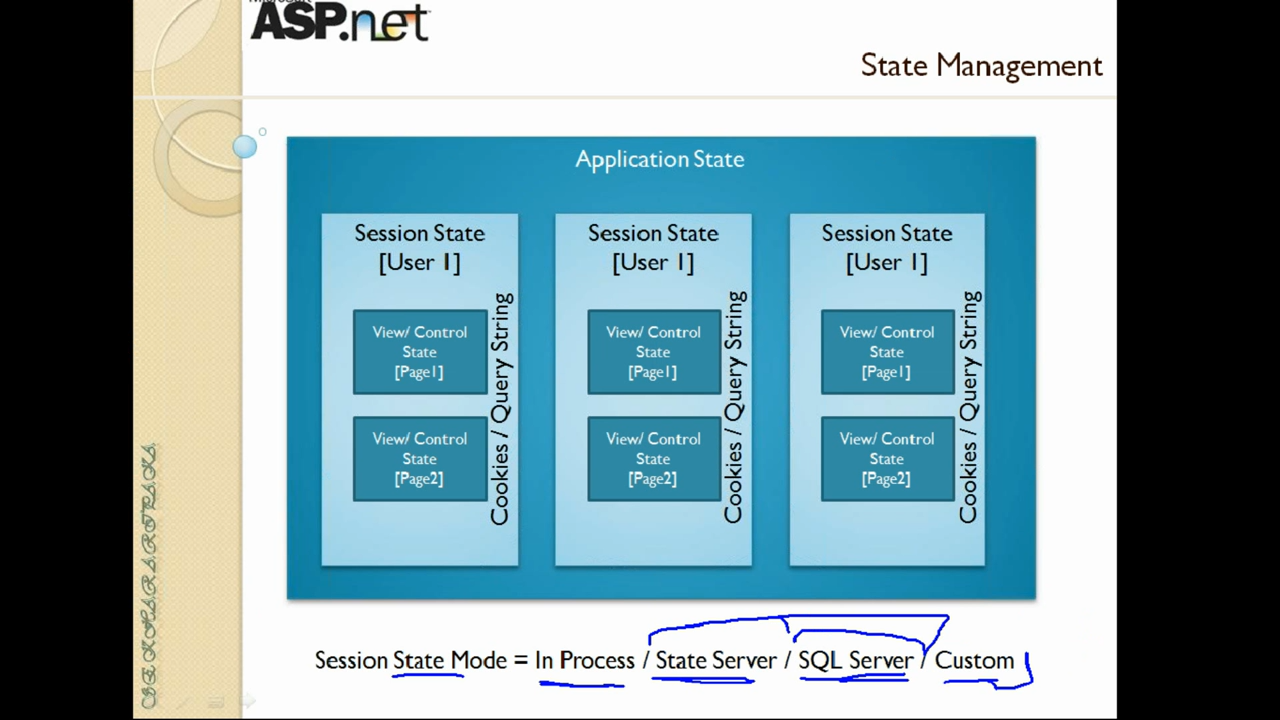 ASP.net
State Management
Application State
Session State
[User 1]
View/ Control
State
[Page1]
View/ Control
State
[Page2]
Cookies / Query String
Session State
[User 1]
View/ Control
State
[Page1]
View/ Control
State
[Page2]
Cookies / Query String
Session State
[User 1]
View/ Control
State
[Page1]
View/ Control
State
[Page2]
Cookies / Query String
Session State Mode = In Process / State Server / SQL Server / Custom